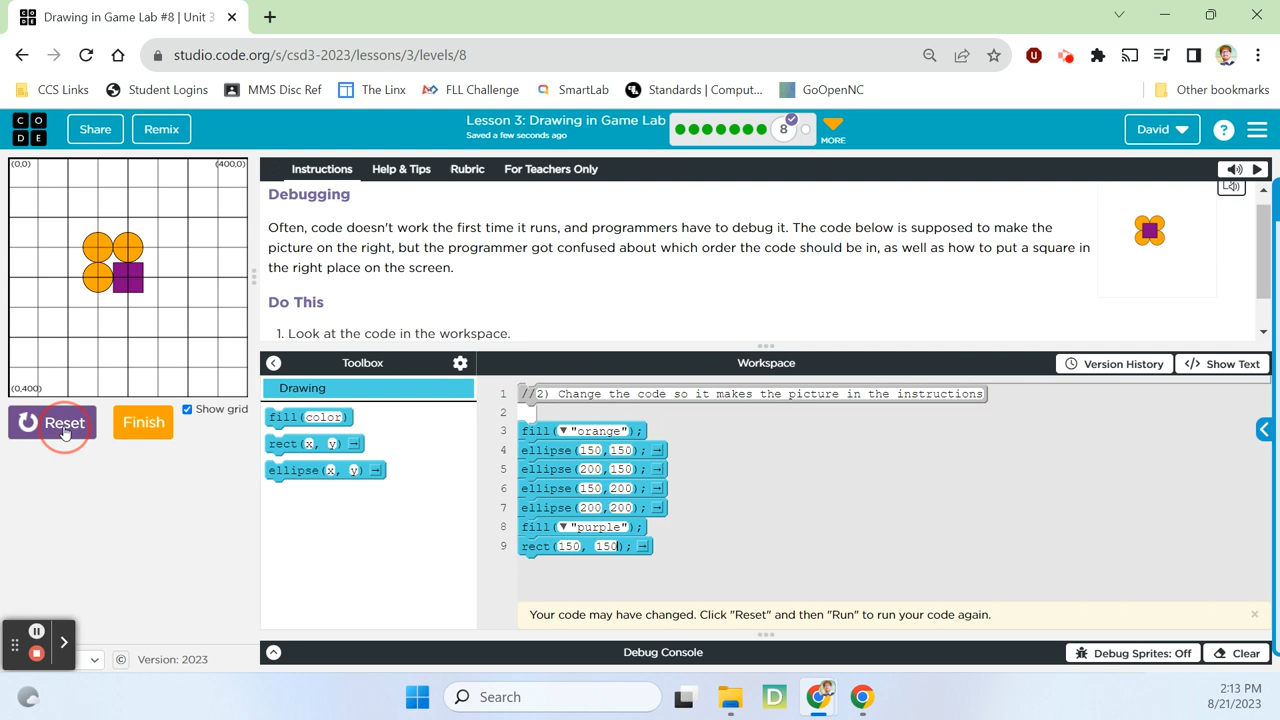 Drawing in Game Lab #8 | Unit 3
studio.code.org/s/csd3-2023/lessons/3/levels/8
CCS Links
Student Logins
MMS Disc Ref
The Linx
FLL Challenge
SmartLab
Standards | Comput...
GoOpenNC
Other bookmarks
C O
D E
Share
Remix
Lesson 3: Drawing in Game Lab
Saved a few seconds ago
8
MORE
David
?
(0,0)
(400,0)
(0,400)
Instructions
Help & Tips
Rubric
For Teachers Only
Debugging
Often, code doesn't work the first time it runs, and programmers have to debug it. The code below is supposed to make the
picture on the right, but the programmer got confused about which order the code should be in, as well as how to put a square in
the right place on the screen.
Do This
1. Look at the code in the workspace.
Reset
Finish
Show grid
Toolbox
Workspace
Version History
</> Show Text
Drawing
fill(color)
rect(x, y)
ellipse(x, y)
1 //2) Change the code so it makes the picture in the instructions
2
3 fill("orange");
4 ellipse(150,150);
5 ellipse(200,150);
6 ellipse(150,200);
7 ellipse(200,200);
8 fill("purple");
9 rect(150, 150);
Your code may have changed. Click "Reset" and then "Run" to run your code again.
Debug Console
Debug Sprites: Off
Clear
© Version: 2023
Search
D
2:13 PM
8/21/2023